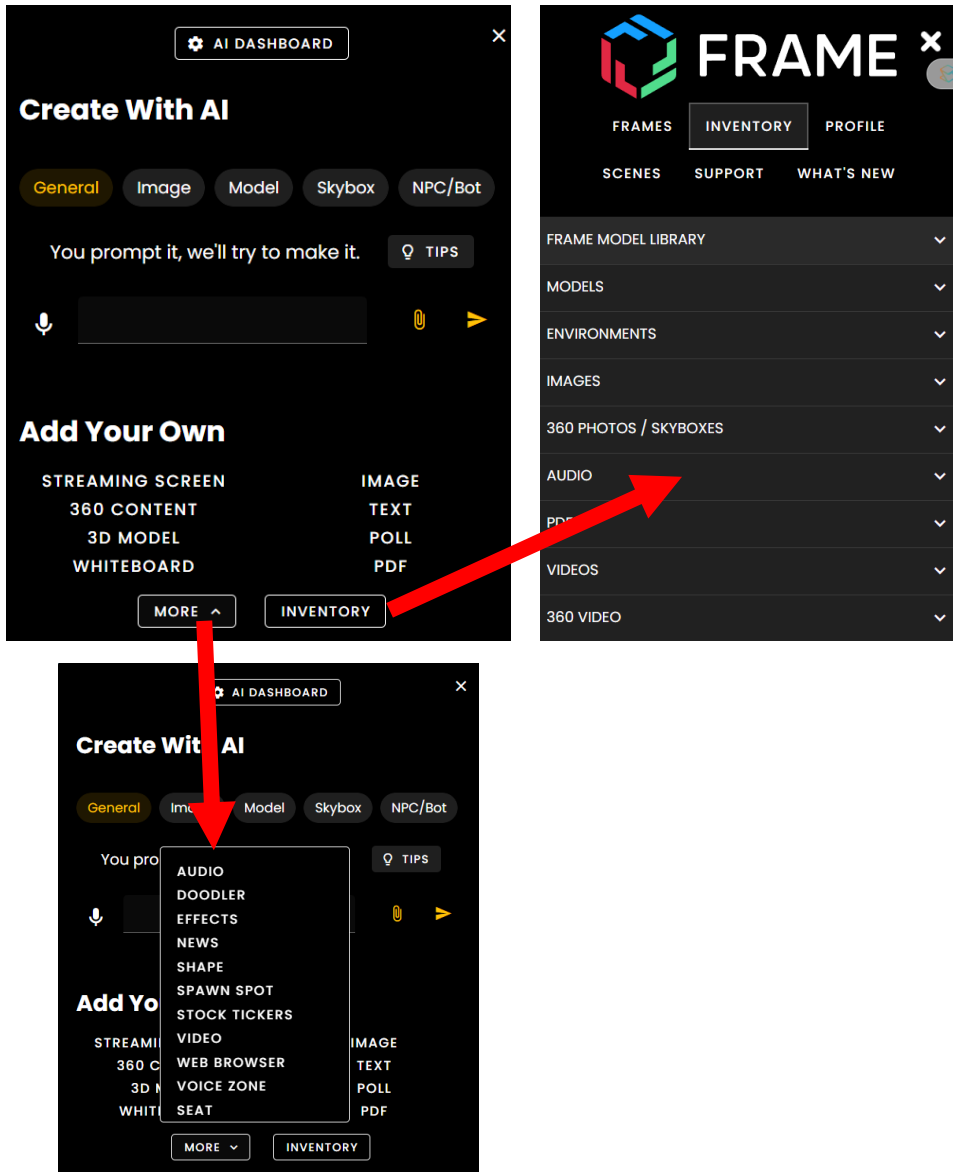 AI DASHBOARD
Create With AI
General Image Model Skybox NPC/Bot
You prompt it, we'll try to make it. TIPS
Add Your Own
STREAMING SCREEN IMAGE
360 CONTENT TEXT
3D MODEL POLL
WHITEBOARD PDF
MORE INVENTORY
FRAME
FRAMES INVENTORY PROFILE
SCENES SUPPORT WHAT'S NEW
FRAME MODEL LIBRARY
MODELS
ENVIRONMENTS
IMAGES
360 PHOTOS / SKYBOXES
AUDIO
VIDEOS
360 VIDEO
AI DASHBOARD
Create With AI
General Model Skybox NPC/Bot
You TIPS
AUDIO
DOODLER
EFFECTS
NEWS
SHAPE
SPAWN SPOT
STOCK TICKERS
VIDEO
WEB BROWSER
VOICE ZONE
SEAT
Add
IMAGE
360 TEXT
3D POLL
PDF
MORE INVENTORY